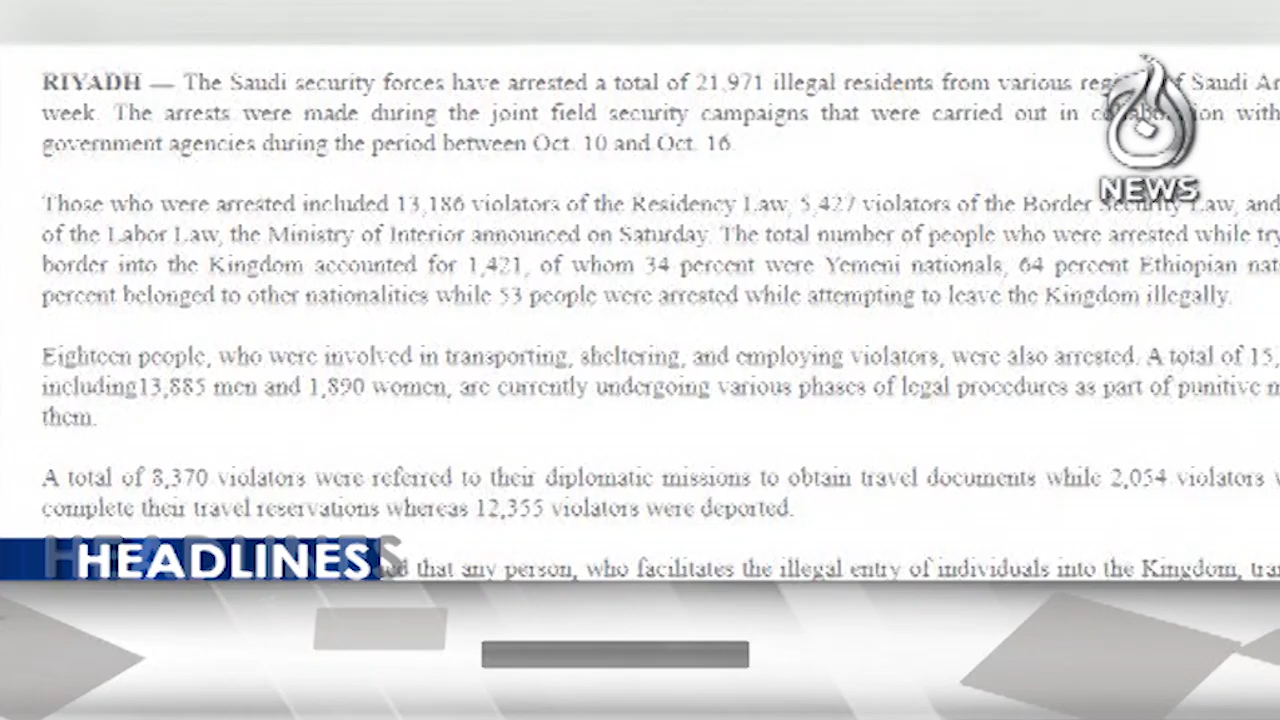 RIYADH — The Saudi security forces have arrested a total of 21,971 illegal residents from various of Saudi
week. The arrests were made during the joint field security campaigns that were carried out in collaboration with
government agencies during the period between Oct. 10 and Oct. 16
Those who were arrested included 13,186 violators of the Residency Law, 5,427 violators of the Border Security Law, and
of the Labor Law, the Ministry of Interior announced on Saturday. The total number of people who were arrested while
border into the Kingdom accounted for 1,421, of whom 34 percent were Yemeni nationals, 64 percent Ethiopian
percent belonged to other nationalities while 53 people were arrested while attempting to leave the Kingdom illegally.
Eighteen people, who were involved in transporting, sheltering, and employing violators, were also arrested. A total of 15,
including13,885 men and 1,890 women, are currently undergoing various phases of legal procedures as part of punitive
them.
A total of 8,370 violators were referred to their diplomatic missions to obtain travel documents while 2,054 violators
complete their travel reservations whereas 12,355 violators were deported.
that any person, who facilitates the illegal entry of individuals into the Kingdom,
NEWS
HEADLINES